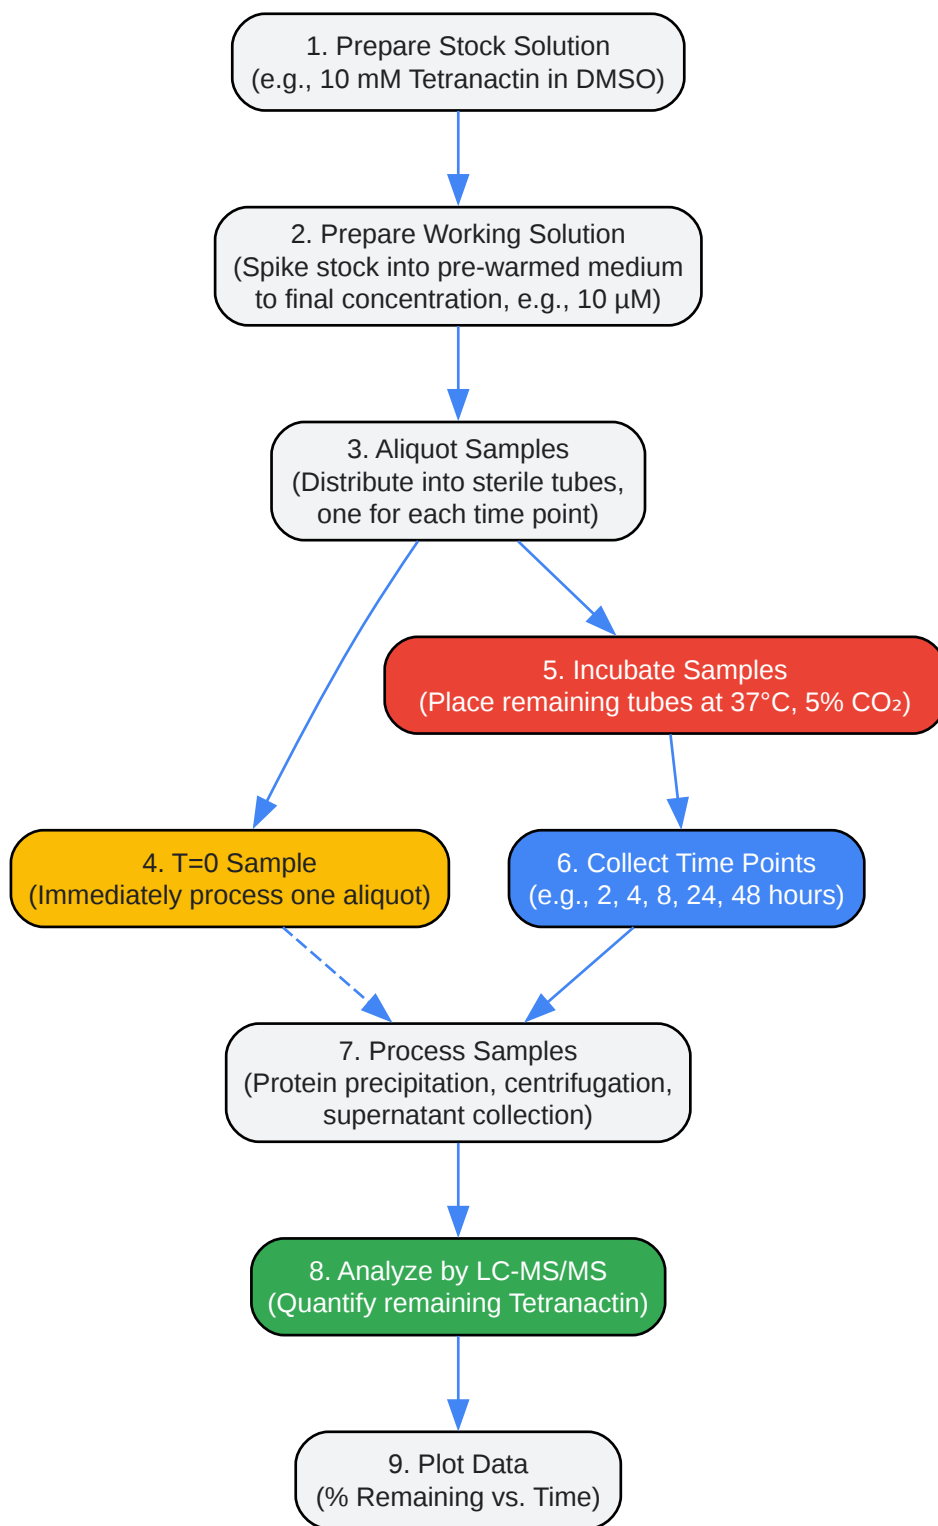 1. Prepare Stock Solution
(e.g., 10 mM Tetranactin in DMSO)
2. Prepare Working Solution
(Spike stock into pre-warmed medium
to final concentration, e.g., 10 µM)
3. Aliquot Samples
(Distribute into sterile tubes,
one for each time point)
5. Incubate Samples
(Place remaining tubes at 37°C, 5% CO₂)
4. T=0 Sample
(Immediately process one aliquot)
6. Collect Time Points
(e.g., 2, 4, 8, 24, 48 hours)
7. Process Samples
(Protein precipitation, centrifugation,
supernatant collection)
8. Analyze by LC-MS/MS
(Quantify remaining Tetranactin)
9. Plot Data
(% Remaining vs. Time)